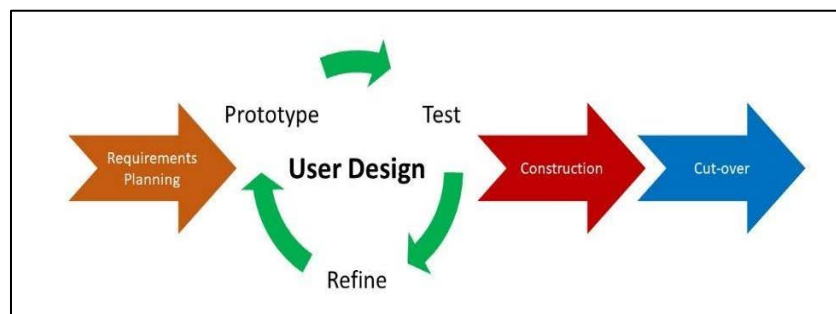 Prototype
Test
Requirements
Planning
User Design
Construction
Cut-over
Refine